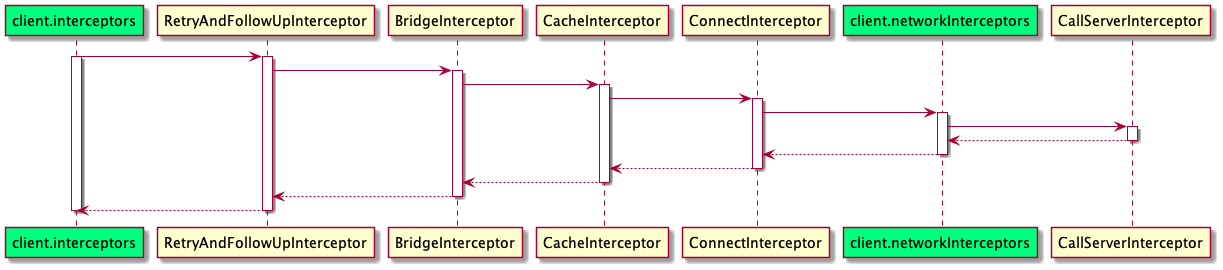 client.interceptors RetryAndFollowUpInterceptor BridgeInterceptor CacheInterceptor ConnectInterceptor client.networkInterceptors CallServerInterceptor
client.interceptors RetryAndFollowUpInterceptor BridgeInterceptor CacheInterceptor ConnectInterceptor client.networkInterceptors CallServerInterceptor